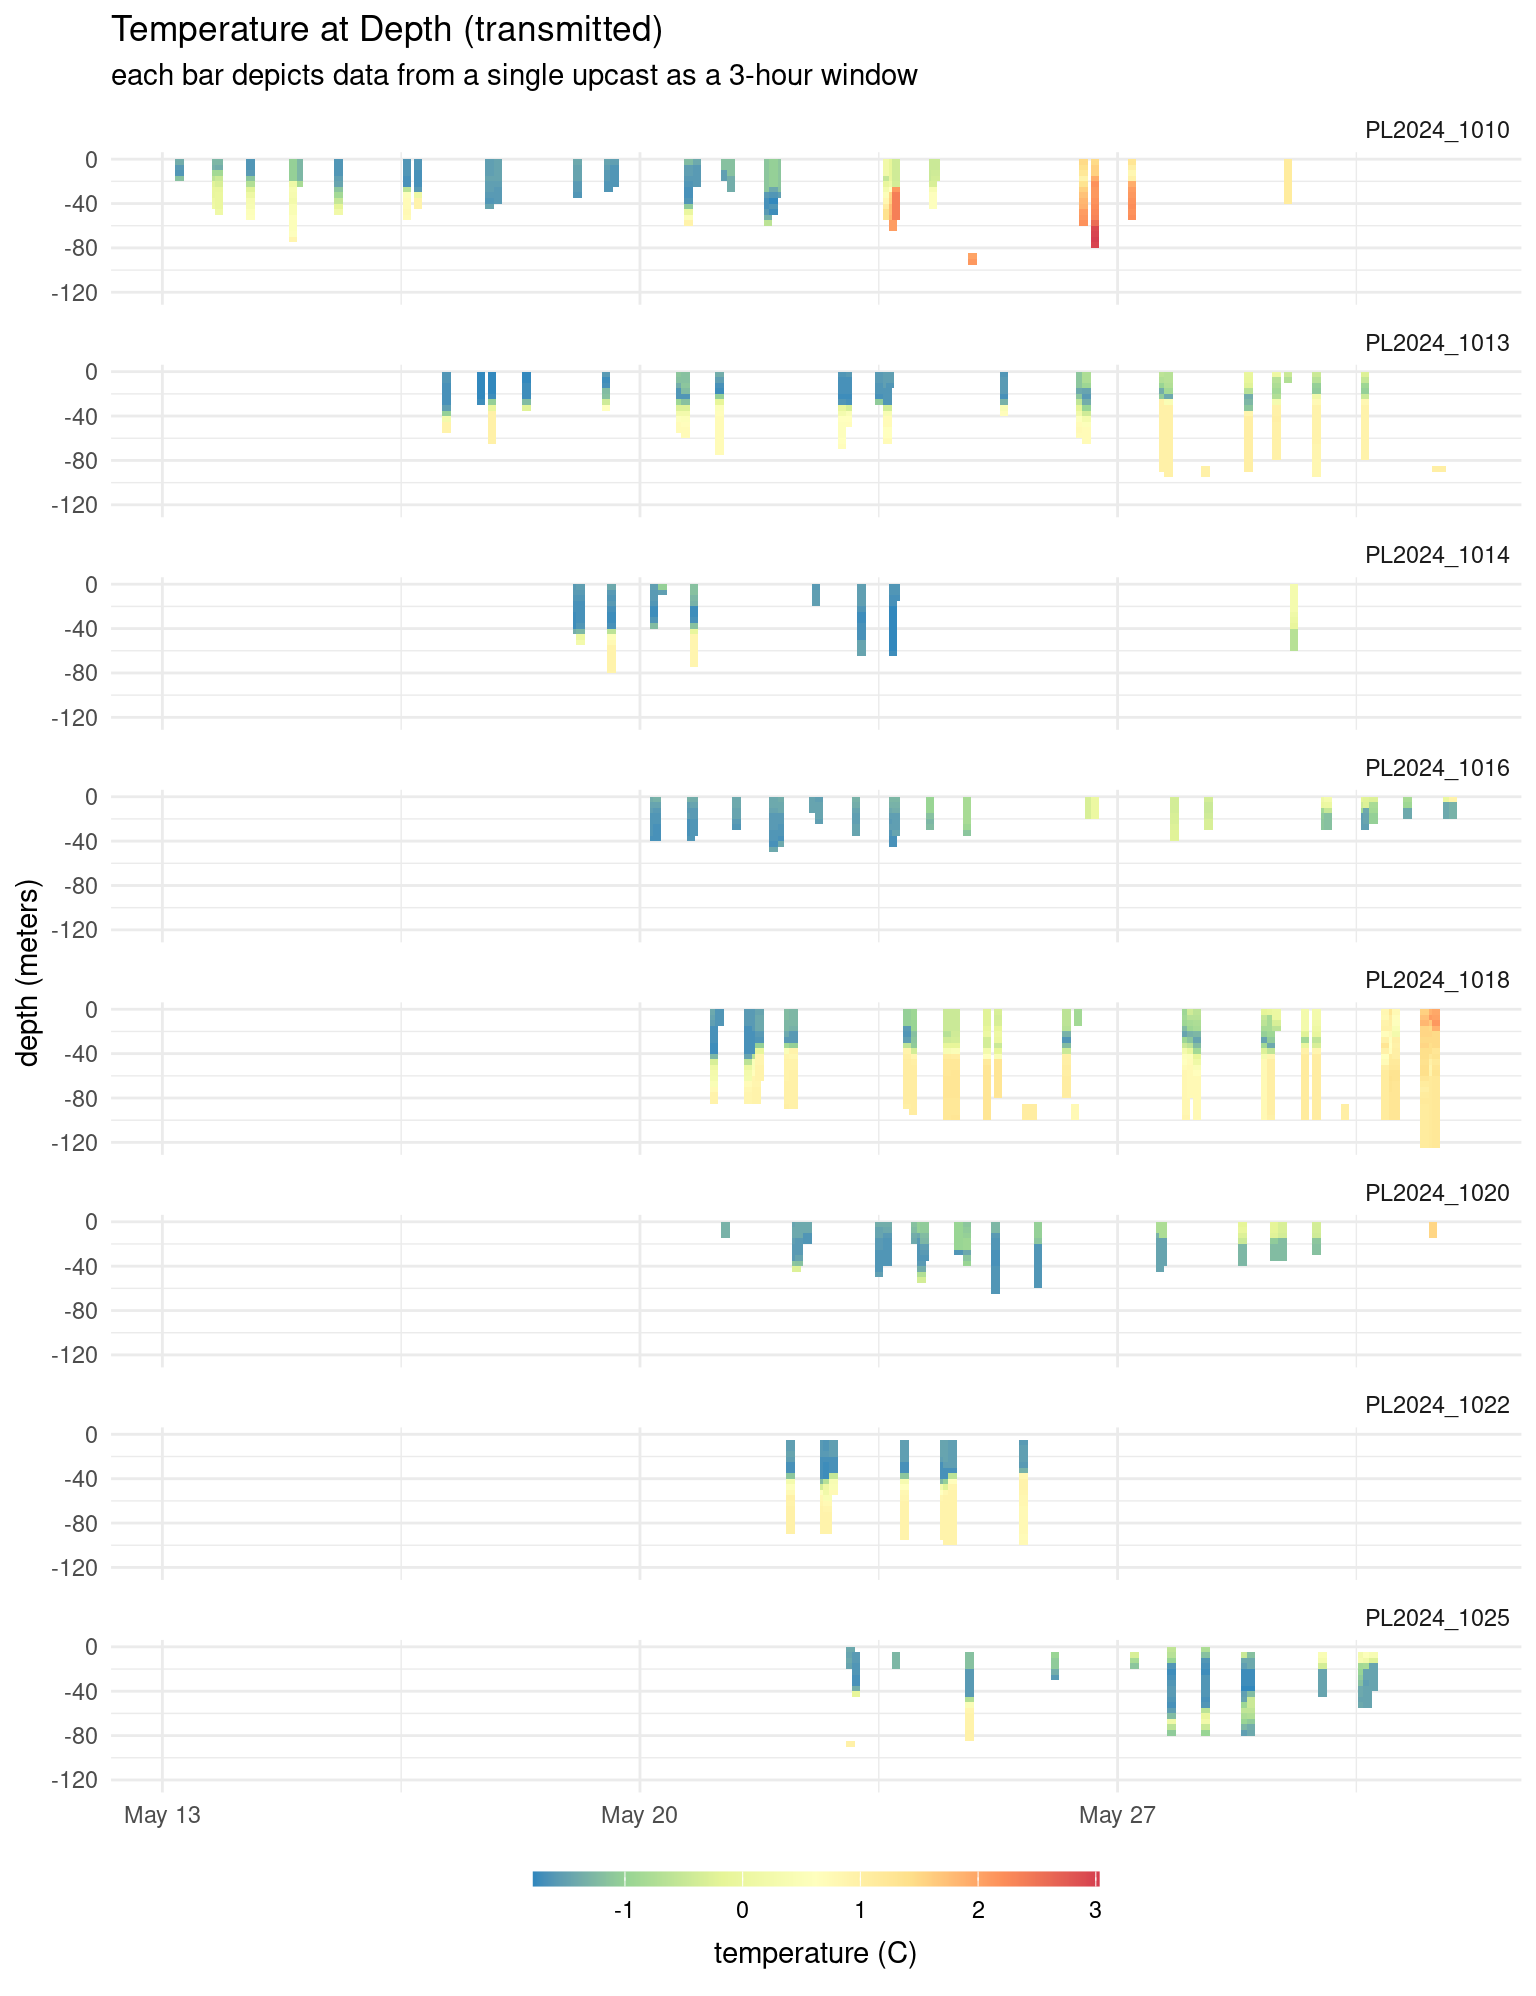 Temperature at Depth (transmitted)
each bar depicts data from a single upcast as a 3-hour window
PL2024_1010
0
-40
-80
-120
PL2024_1013
0
-40
-80
-120
PL2024_1014
0
-40
-80
-120
PL2024_1016
0
-40
-80
-120
depth (meters)
PL2024_1018
0
-40
-80
-120
PL2024_1020
0
-40
-80
-120
PL2024_1022
0
-40
-80
-120
PL2024_1025
0
-40
-80
-120
May 13 May 20 May 27
-1 0 1 2 3
temperature (C)